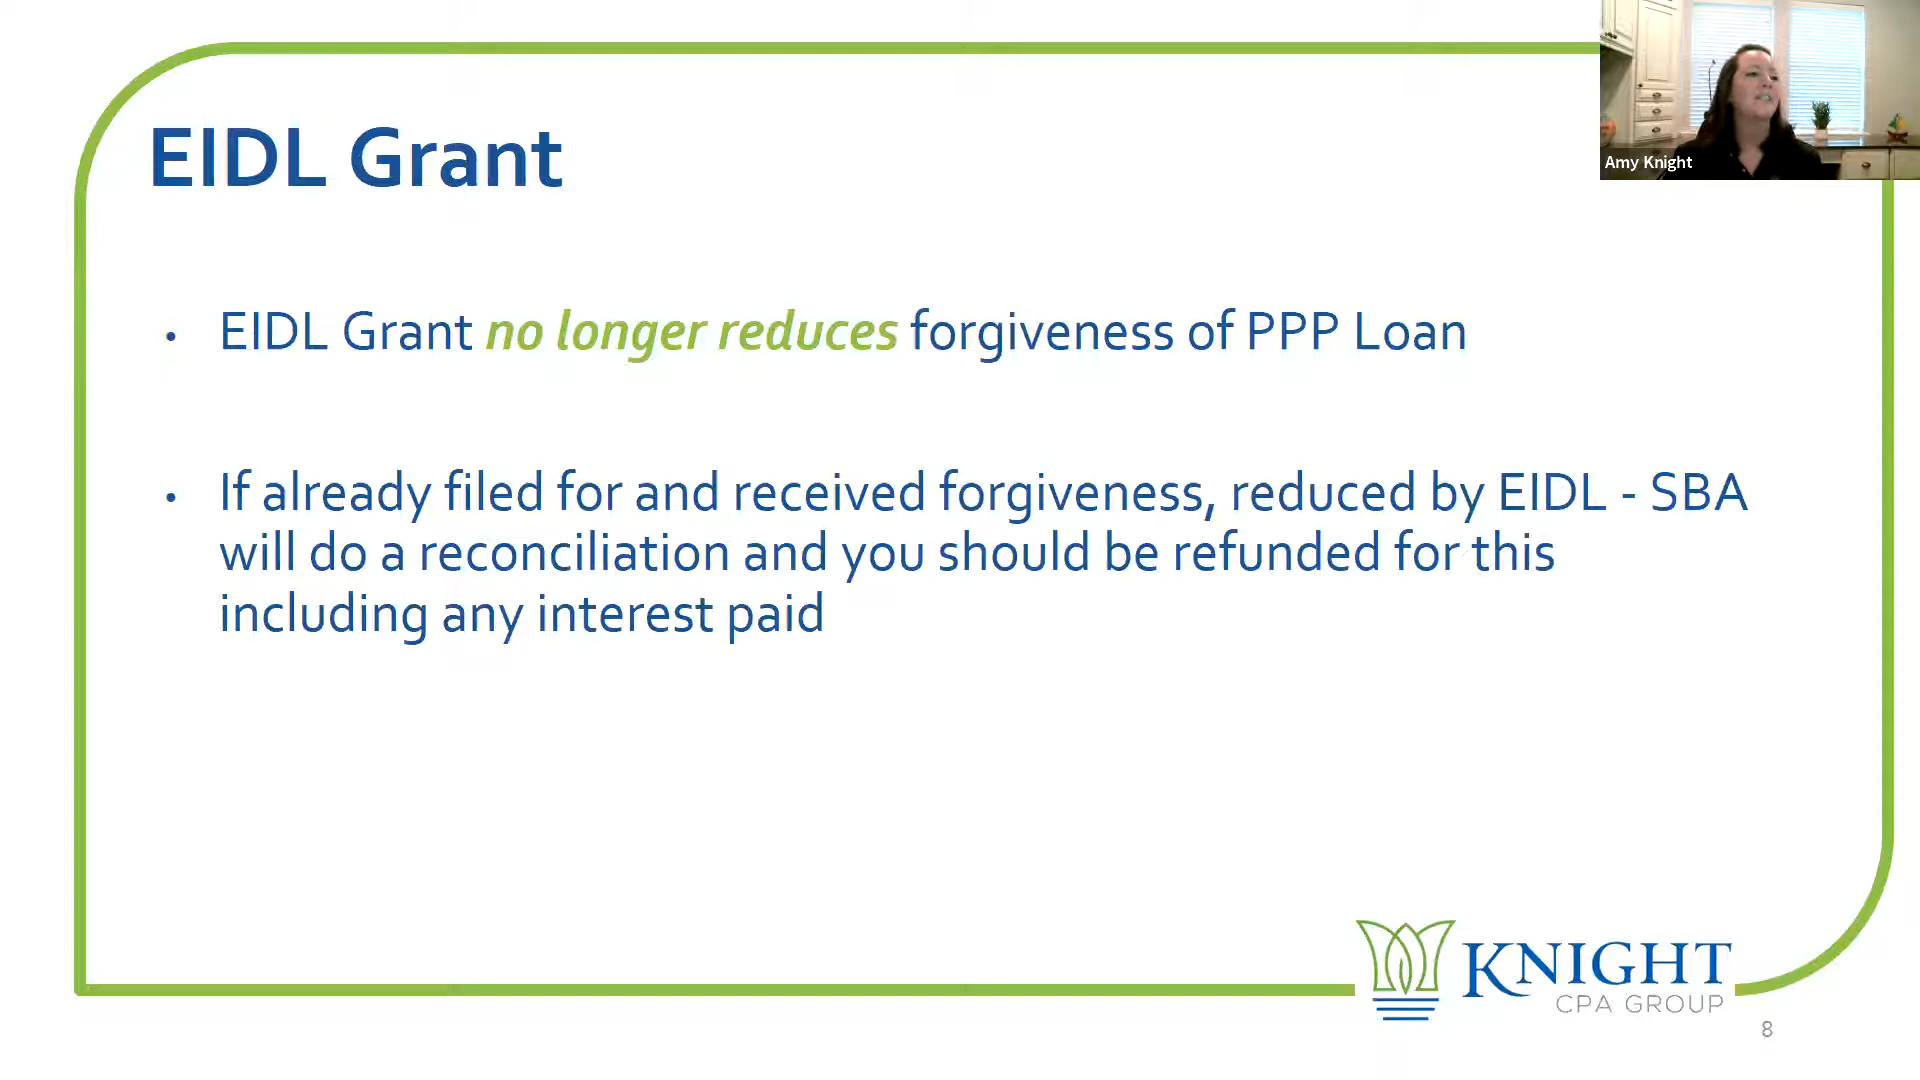 EIDL Grant
Amy Knight
• EIDL Grant no longer reduces forgiveness of PPP Loan
• If already filed for and received forgiveness, reduced by EIDL - SBA
will do a reconciliation and you should be refunded for this
including any interest paid
KNIGHT
CPA GROUP
8